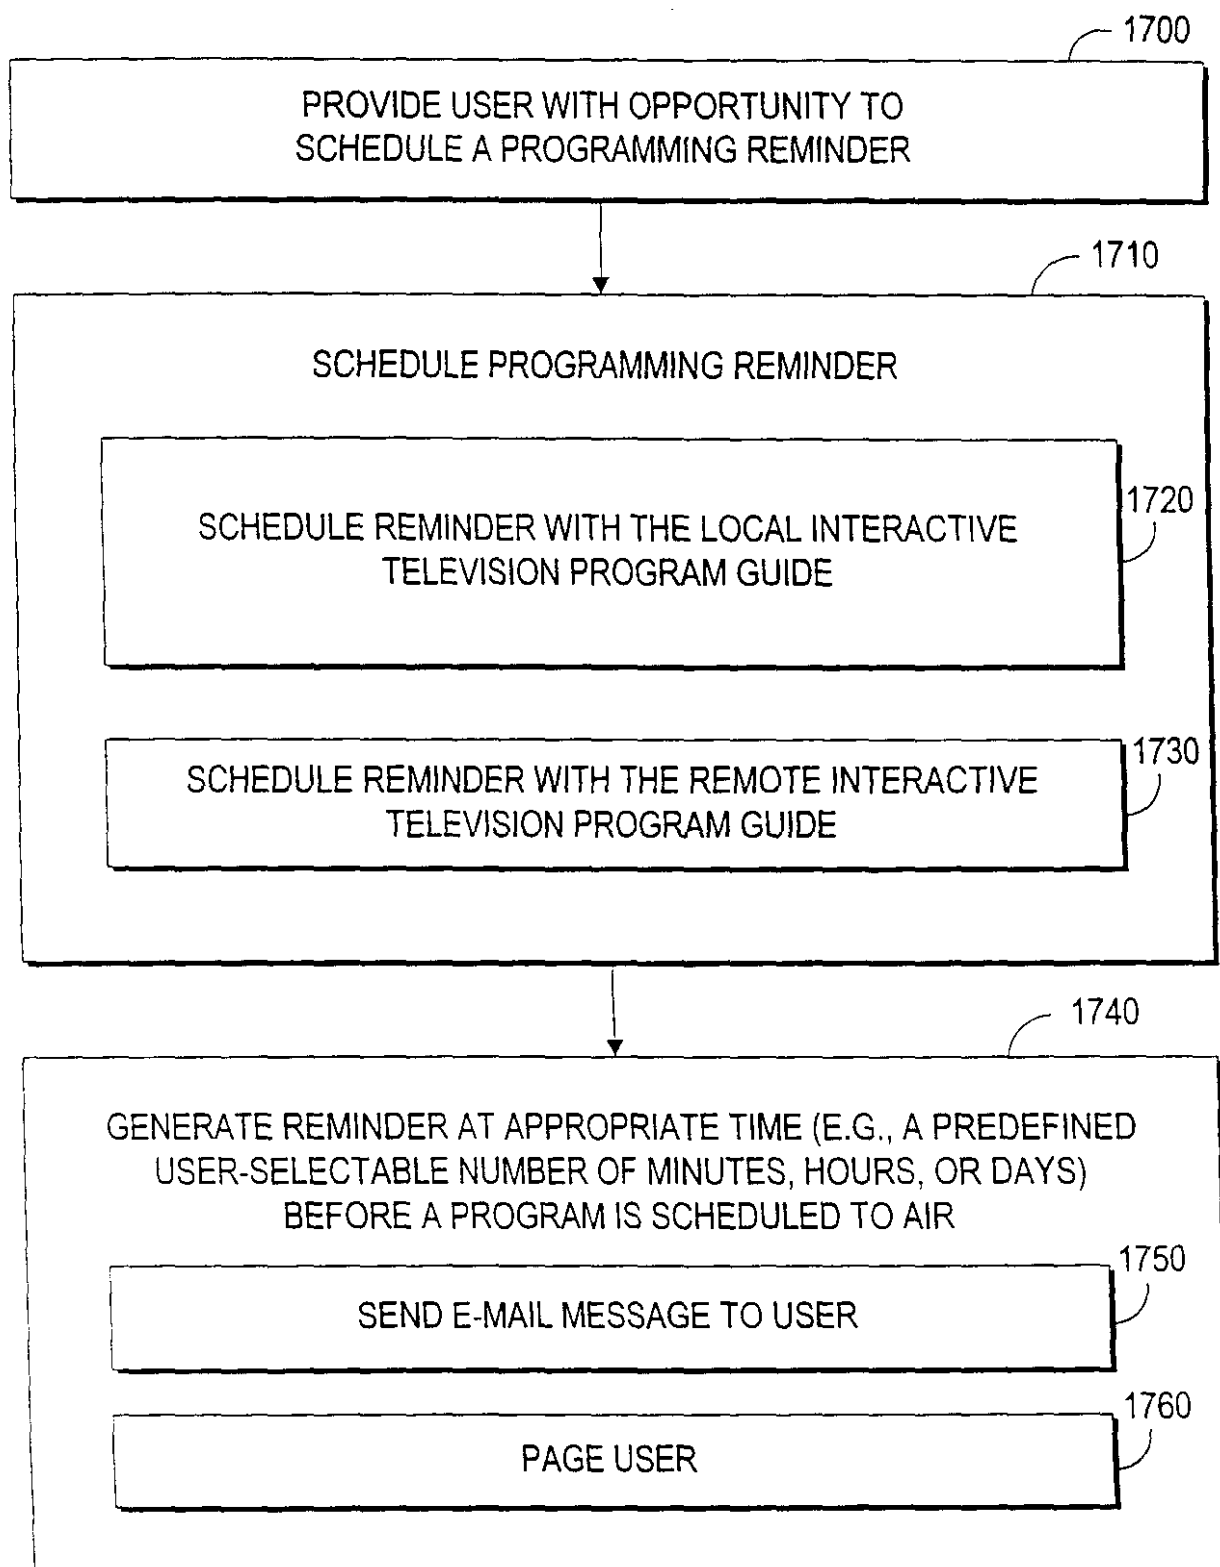 1700
PROVIDE USER WITH OPPORTUNITY TO
SCHEDULE A PROGRAMMING REMINDER
1710
SCHEDULE PROGRAMMING REMINDER
1720
SCHEDULE REMINDER WITH THE LOCAL INTERACTIVE
TELEVISION PROGRAM GUIDE
1730
SCHEDULE REMINDER WITH THE REMOTE INTERACTIVE
TELEVISION PROGRAM GUIDE
1740
GENERATE REMINDER AT APPROPRIATE TIME (E.G., A PREDEFINED
USER-SELECTABLE NUMBER OF MINUTES, HOURS, OR DAYS)
BEFORE A PROGRAM IS SCHEDULED TO AIR
1750
SEND E-MAIL MESSAGE TO USER
1760
PAGE USER